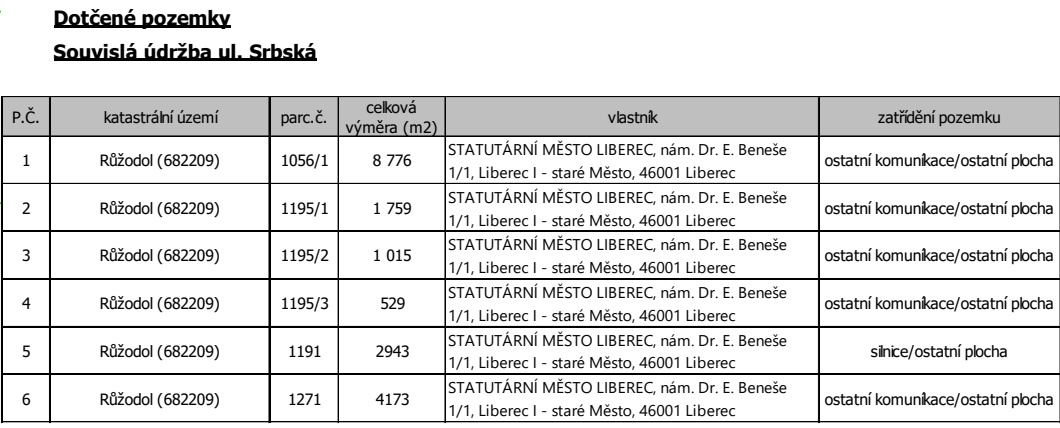 Dotčené pozemky
Souvislá údržba ul. Srbská
P.Č. katastrální území parc.č. celková výměra (m2) vlastník zatřídění pozemku
1 Růžodol (682209) 1056/1 8 776 STATUTÁRNÍ MĚSTO LIBEREC, nám. Dr. E. Beneše
1/1, Liberec I - staré Město, 46001 Liberec ostatní komunikace/ostatní plocha
2 Růžodol (682209) 1195/1 1 759 STATUTÁRNÍ MĚSTO LIBEREC, nám. Dr. E. Beneše
1/1, Liberec I - staré Město, 46001 Liberec ostatní komunikace/ostatní plocha
3 Růžodol (682209) 1195/2 1 015 STATUTÁRNÍ MĚSTO LIBEREC, nám. Dr. E. Beneše
1/1, Liberec I - staré Město, 46001 Liberec ostatní komunikace/ostatní plocha
4 Růžodol (682209) 1195/3 529 STATUTÁRNÍ MĚSTO LIBEREC, nám. Dr. E. Beneše
1/1, Liberec I - staré Město, 46001 Liberec ostatní komunikace/ostatní plocha
5 Růžodol (682209) 1191 2943 STATUTÁRNÍ MĚSTO LIBEREC, nám. Dr. E. Beneše
1/1, Liberec I - staré Město, 46001 Liberec silnice/ostatní plocha
6 Růžodol (682209) 1271 4173 STATUTÁRNÍ MĚSTO LIBEREC, nám. Dr. E. Beneše
1/1, Liberec I - staré Město, 46001 Liberec ostatní komunikace/ostatní plocha